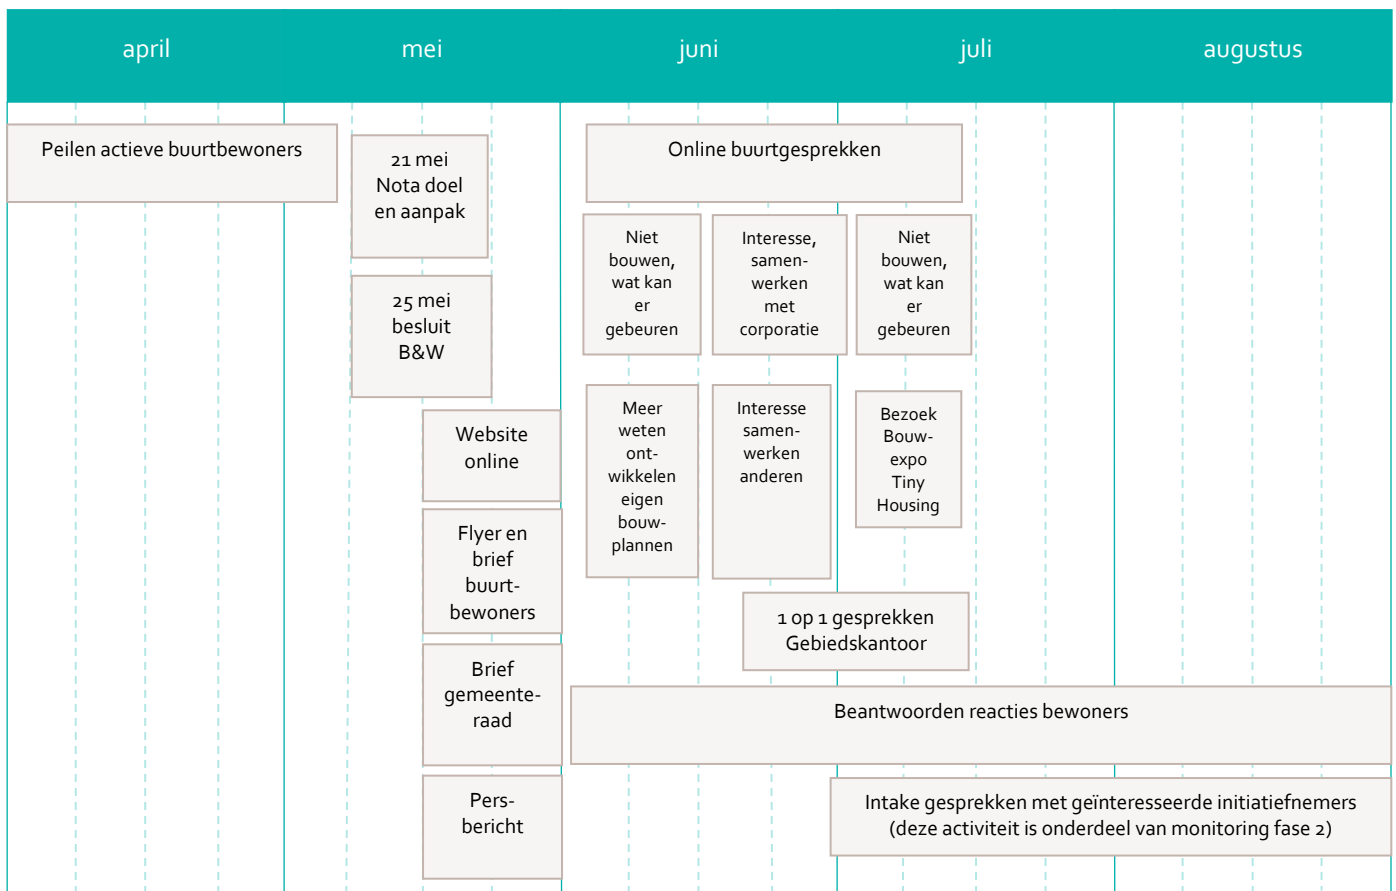 april
mei
juni
juli
augustus
Peilen actieve buurtbewoners
21 mei
Nota doel
en aanpak
25 mei
besluit
B&W
Website
online
Flyer en
brief
buurt-
bewoners
Brief
gemeente-
raad
Pers-
bericht
Online buurtgesprekken
Niet
bouwen,
wat kan
er
gebeuren
Interesse,
samen-
werken
met
corporatie
Niet
bouwen,
wat kan
er
gebeuren
Meer
weten
ont-
wikkelen
eigen
bouw-
plannen
Interesse
samen-
werken
anderen
Bezoek
Bouw-
expo
Tiny
Housing
1 op 1 gesprekken
Gebiedskantoor
Beantwoorden reacties bewoners
Intake gesprekken met geïnteresseerde initiatiefnemers
(deze activiteit is onderdeel van monitoring fase 2)